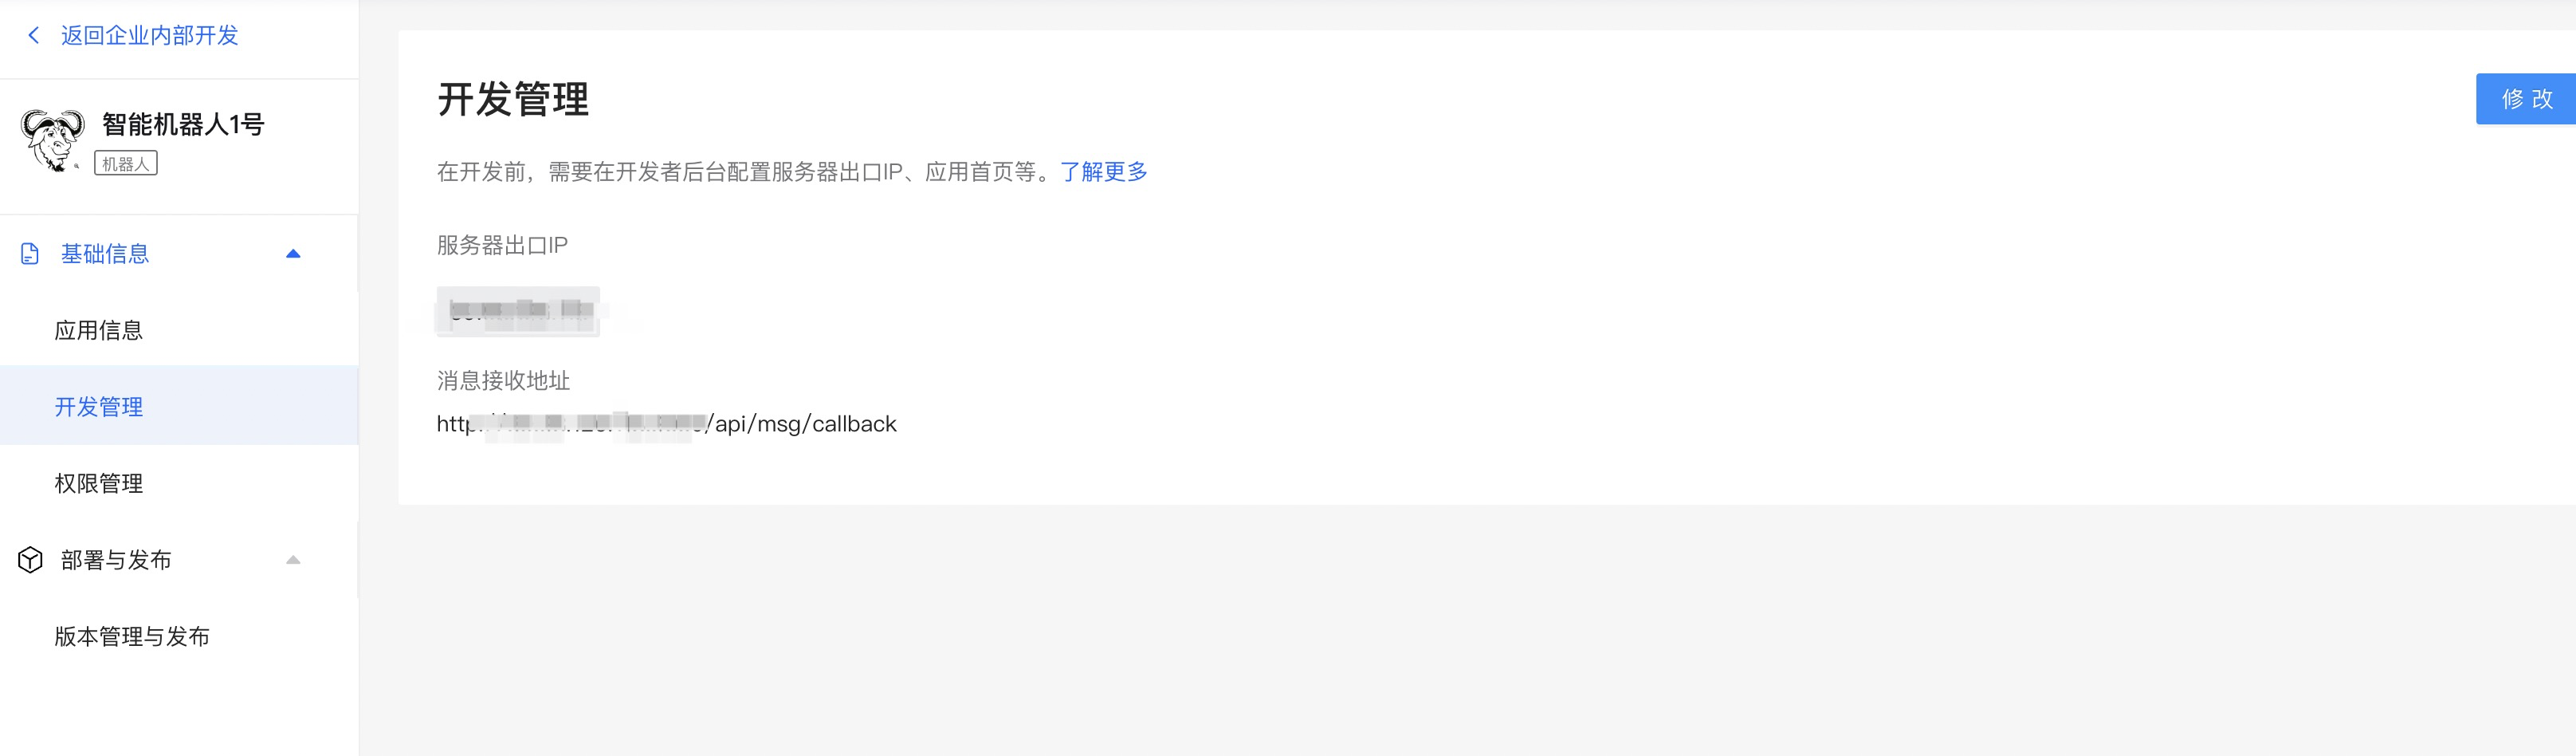 返回企业内部开发
智能机器人1号
机器人
基础信息
应用信息
开发管理
权限管理
部署与发布
版本管理与发布
开发管理
修 改
在开发前，需要在开发者后台配置服务器出口IP、应用首页等。了解更多
服务器出口IP
消息接收地址
http /api/msg/callback